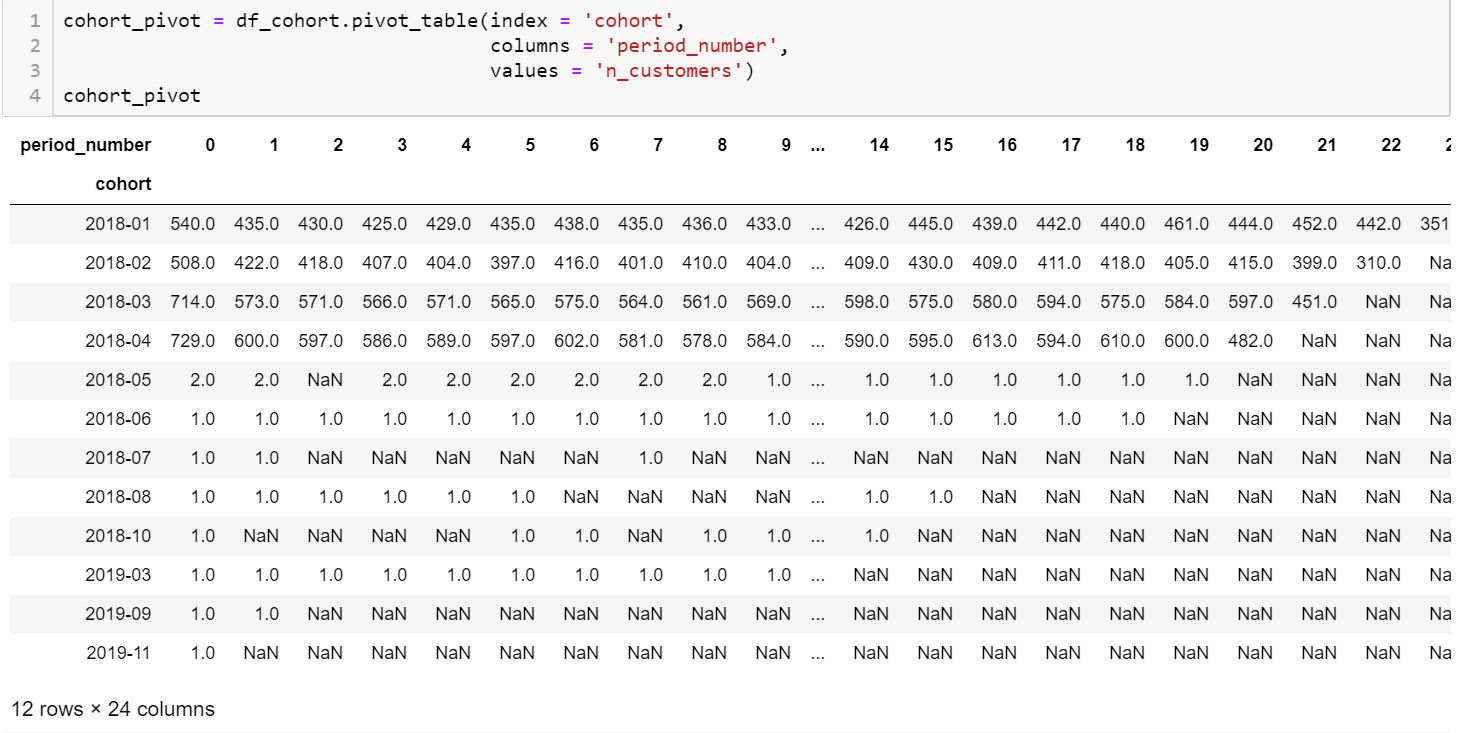 1 cohort_pivot = df_cohort.pivot_table(index = 'cohort',
2 columns = 'period_number',
3 values = 'n_customers')
4 cohort_pivot
period_number 0 1 2 3 4 5 6 7 8 9 ... 14 15 16 17 18 19 20 21 22 2
cohort
2018-01 540.0 435.0 430.0 425.0 429.0 435.0 438.0 435.0 436.0 433.0 ... 426.0 445.0 439.0 442.0 440.0 461.0 444.0 452.0 442.0 351
2018-02 508.0 422.0 418.0 407.0 404.0 397.0 416.0 401.0 410.0 404.0 ... 409.0 430.0 409.0 411.0 418.0 405.0 415.0 399.0 310.0 Na
2018-03 714.0 573.0 571.0 566.0 571.0 565.0 575.0 564.0 561.0 569.0 ... 598.0 575.0 580.0 594.0 575.0 584.0 597.0 451.0 NaN Na
2018-04 729.0 600.0 597.0 586.0 589.0 597.0 602.0 581.0 578.0 584.0 ... 590.0 595.0 613.0 594.0 610.0 600.0 482.0 NaN NaN Na
2018-05 2.0 2.0 NaN 2.0 2.0 2.0 2.0 2.0 2.0 1.0 ... 1.0 1.0 1.0 1.0 1.0 1.0 NaN NaN NaN Na
2018-06 1.0 1.0 1.0 1.0 1.0 1.0 1.0 1.0 1.0 1.0 ... 1.0 1.0 1.0 1.0 1.0 NaN NaN NaN NaN Na
2018-07 1.0 1.0 NaN NaN NaN NaN NaN 1.0 NaN NaN ... NaN NaN NaN NaN NaN NaN NaN NaN NaN Na
2018-08 1.0 1.0 1.0 1.0 1.0 1.0 NaN NaN NaN NaN ... 1.0 1.0 NaN NaN NaN NaN NaN NaN NaN Na
2018-10 1.0 NaN NaN NaN NaN 1.0 1.0 NaN 1.0 1.0 ... 1.0 NaN NaN NaN NaN NaN NaN NaN NaN Na
2019-03 1.0 1.0 1.0 1.0 1.0 1.0 1.0 1.0 1.0 1.0 ... NaN NaN NaN NaN NaN NaN NaN NaN NaN Na
2019-09 1.0 1.0 NaN NaN NaN NaN NaN NaN NaN NaN ... NaN NaN NaN NaN NaN NaN NaN NaN NaN Na
2019-11 1.0 NaN NaN NaN NaN NaN NaN NaN NaN NaN ... NaN NaN NaN NaN NaN NaN NaN NaN NaN Na
12 rows × 24 columns